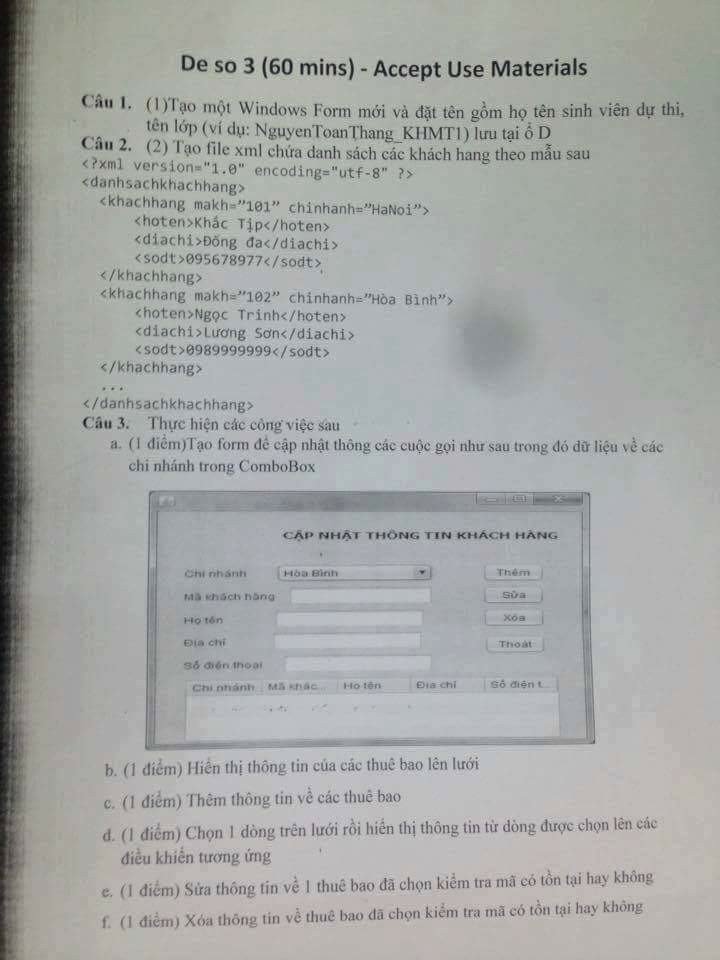 De so 3 (60 mins) - Accept Use Materials
Câu 1. (1)Tạo một Windows Form mới và đặt tên gồm họ tên sinh viên dự thi,
tên lớp (ví dụ: NguyenToanThang_KHMT1) lưu tại ổ D
Câu 2. (2) Tạo file xml chứa danh sách các khách hang theo mẫu sau
<?xml version="1.0" encoding="utf-8" ?>
<danhsachkhachhang>
<khachhang makh="101" chinhanh="HaNoi">
<hoten>Khắc Tịp</hoten>
<diachi>Đống đa</diachi>
<sodt>095678977</sodt>
</khachhang>
<khachhang makh="102" chinhanh="Hòa Bình">
<hoten>Ngọc Trinh</hoten>
<diachi>Lương Sơn</diachi>
<sodt>0989999999</sodt>
</khachhang>
...
</danhsachkhachhang>
Câu 3. Thực hiện các công việc sau
a. (1 điểm)Tạo form để cập nhật thông các cuộc gọi như sau trong đó dữ liệu về các
chi nhánh trong ComboBox
CẬP NHẬT THÔNG TIN KHÁCH HÀNG
Chi nhánh Hòa Bình Thêm
Mã khách hàng Sửa
Họ tên Xóa
Địa chỉ Thoát
Số điện thoại
Chi nhánh Mã khác... Họ tên Địa chỉ Số điện t...
b. (1 điểm) Hiển thị thông tin của các thuê bao lên lưới
c. (1 điểm) Thêm thông tin về các thuê bao
d. (1 điểm) Chọn 1 dòng trên lưới rồi hiển thị thông tin từ dòng được chọn lên các
điều khiển tương ứng
e. (1 điểm) Sửa thông tin về 1 thuê bao đã chọn kiểm tra mã có tồn tại hay không
f. (1 điểm) Xóa thông tin về thuê bao đã chọn kiểm tra mã có tồn tại hay không